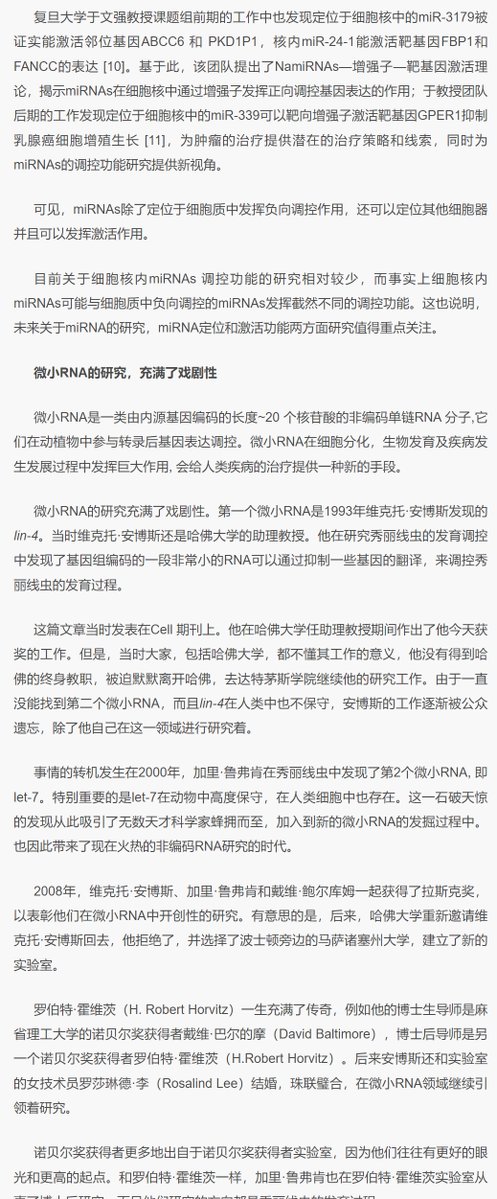 复旦大学于文强教授课题组前期的工作中也发现定位于细胞核中的miR-3179被
证实能激活邻位基因ABCC6 和 PKD1P1，核内miR-24-1能激活靶基因FBP1和
FANCC的表达 [10]。基于此，该团队提出了NamiRNAs—增强子—靶基因激活理
论，揭示miRNAs在细胞核中通过增强子发挥正向调控基因表达的作用；于教授团队
后期的工作发现定位于细胞核中的miR-339可以靶向增强子激活靶基因GPER1抑制
乳腺癌细胞增殖生长 [11]，为肿瘤的治疗提供潜在的治疗策略和线索，同时为
miRNAs的调控功能研究提供新视角。
可见，miRNAs除了定位于细胞质中发挥负向调控作用，还可以定位其他细胞器
并且可以发挥激活作用。
目前关于细胞核内miRNAs 调控功能的研究相对较少，而事实上细胞核内
miRNAs可能与细胞质中负向调控的miRNAs发挥截然不同的调控功能。这也说明，
未来关于miRNA的研究，miRNA定位和激活功能两方面研究值得重点关注。
微小RNA的研究，充满了戏剧性
微小RNA是一类由内源基因编码的长度~20 个核苷酸的非编码单链RNA 分子,它
们在动植物中参与转录后基因表达调控。微小RNA在细胞分化，生物发育及疾病发
生发展过程中发挥巨大作用, 会给人类疾病的治疗提供一种新的手段。
微小RNA的研究充满了戏剧性。第一个微小RNA是1993年维克托·安博斯发现的
lin-4。当时维克托·安博斯还是哈佛大学的助理教授。他在研究秀丽线虫的发育调控
中发现了基因组编码的一段非常小的RNA可以通过抑制一些基因的翻译，来调控秀
丽线虫的发育过程。
这篇文章当时发表在Cell 期刊上。他在哈佛大学任助理教授期间作出了他今天获
奖的工作。但是，当时大家，包括哈佛大学，都不懂其工作的意义，他没有得到哈
佛的终身教职，被迫默默离开哈佛，去达特茅斯学院继续他的研究工作。由于一直
没能找到第二个微小RNA，而且lin-4在人类中也不保守，安博斯的工作逐渐被公众
遗忘，除了他自己在这一领域进行研究着。
事情的转机发生在2000年，加里·鲁弗肯在秀丽线虫中发现了第2个微小RNA, 即
let-7。特别重要的是let-7在动物中高度保守，在人类细胞中也存在。这一石破天惊
的发现从此吸引了无数天才科学家蜂拥而至，加入到新的微小RNA的发掘过程中。
也因此带来了现在火热的非编码RNA研究的时代。
2008年，维克托·安博斯、加里·鲁弗肯和戴维·鲍尔库姆一起获得了拉斯克奖，
以表彰他们在微小RNA中开创性的研究。有意思的是，后来，哈佛大学重新邀请维
克托·安博斯回去，他拒绝了，并选择了波士顿旁边的马萨诸塞州大学，建立了新的
实验室。
罗伯特·霍维茨（H. Robert Horvitz）一生充满了传奇，例如他的博士生导师是麻
省理工大学的诺贝尔奖获得者戴维·巴尔的摩（David Baltimore），博士后导师是另
一个诺贝尔奖获得者罗伯特·霍维茨（H.Robert Horvitz）。后来安博斯还和实验室
的女技术员罗莎琳德·李（Rosalind Lee）结婚，珠联璧合，在微小RNA领域继续引
领着研究。
诺贝尔奖获得者更多地出自于诺贝尔奖获得者实验室，因为他们往往有更好的眼
光和更高的起点。和罗伯特·霍维茨一样，加里·鲁弗肯也在罗伯特·霍维茨实验室从